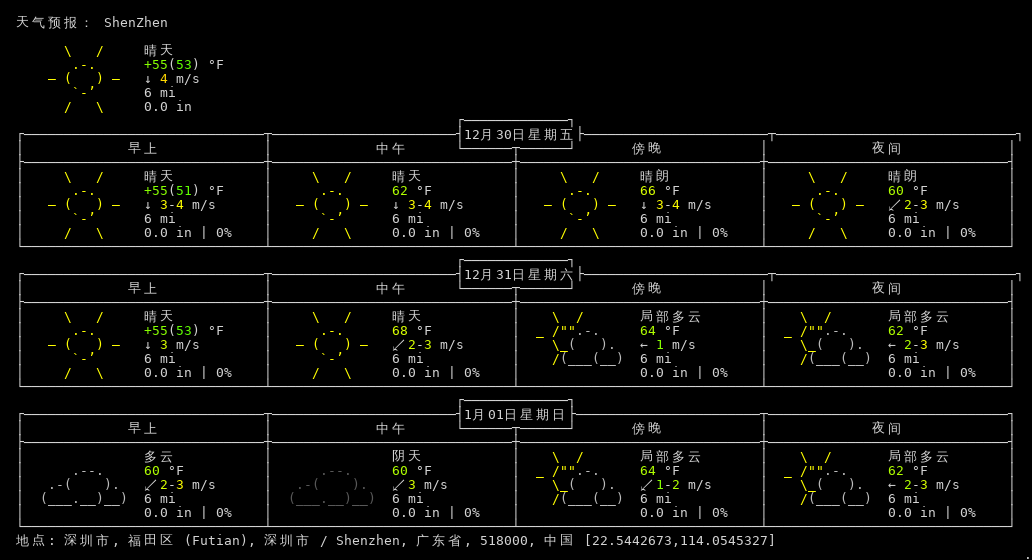 天气预报： ShenZhen
晴天
+55(53) °F
↓ 4 m/s
6 mi
0.0 in
12月30日星期五
早上 中午 傍晚 夜间
晴天 晴天 晴朗 晴朗
+55(51) °F 62 °F 66 °F 60 °F
↓ 3-4 m/s ↓ 3-4 m/s ↓ 3-4 m/s ↙ 2-3 m/s
6 mi 6 mi 6 mi 6 mi
0.0 in | 0% 0.0 in | 0% 0.0 in | 0% 0.0 in | 0%
12月31日星期六
早上 中午 傍晚 夜间
晴天 晴天 局部多云 局部多云
+55(53) °F 68 °F 64 °F 62 °F
↓ 3 m/s ↙ 2-3 m/s ← 1 m/s ← 2-3 m/s
6 mi 6 mi 6 mi 6 mi
0.0 in | 0% 0.0 in | 0% 0.0 in | 0% 0.0 in | 0%
1月01日星期日
早上 中午 傍晚 夜间
多云 阴天 局部多云 局部多云
60 °F 60 °F 64 °F 62 °F
↙ 2-3 m/s ↙ 3 m/s ↙ 1-2 m/s ← 2-3 m/s
6 mi 6 mi 6 mi 6 mi
0.0 in | 0% 0.0 in | 0% 0.0 in | 0% 0.0 in | 0%
地点: 深圳市, 福田区 (Futian), 深圳市 / Shenzhen, 广东省, 518000, 中国 [22.5442673,114.0545327]